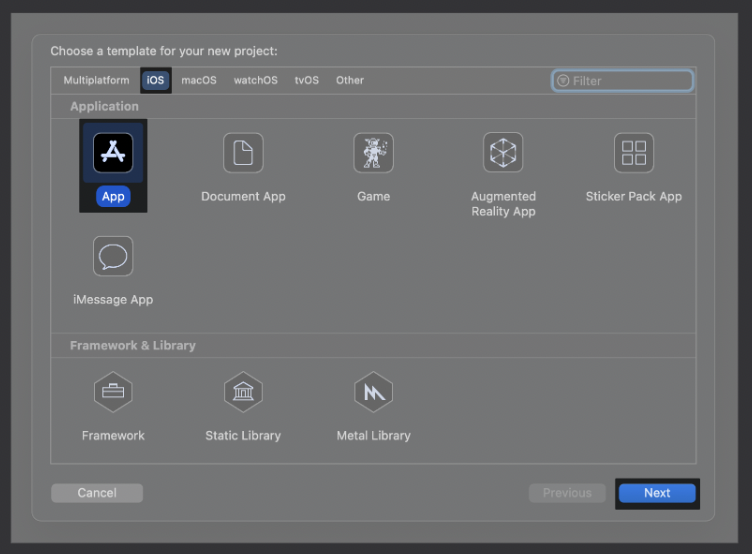 Choose a template for your new project:
Multiplatform iOS macOS watchOS tvOS Other
Filter
Application
App
Document App
Game
Augmented
Reality App
Sticker Pack App
iMessage App
Framework & Library
Framework
Static Library
Metal Library
Cancel
Previous
Next